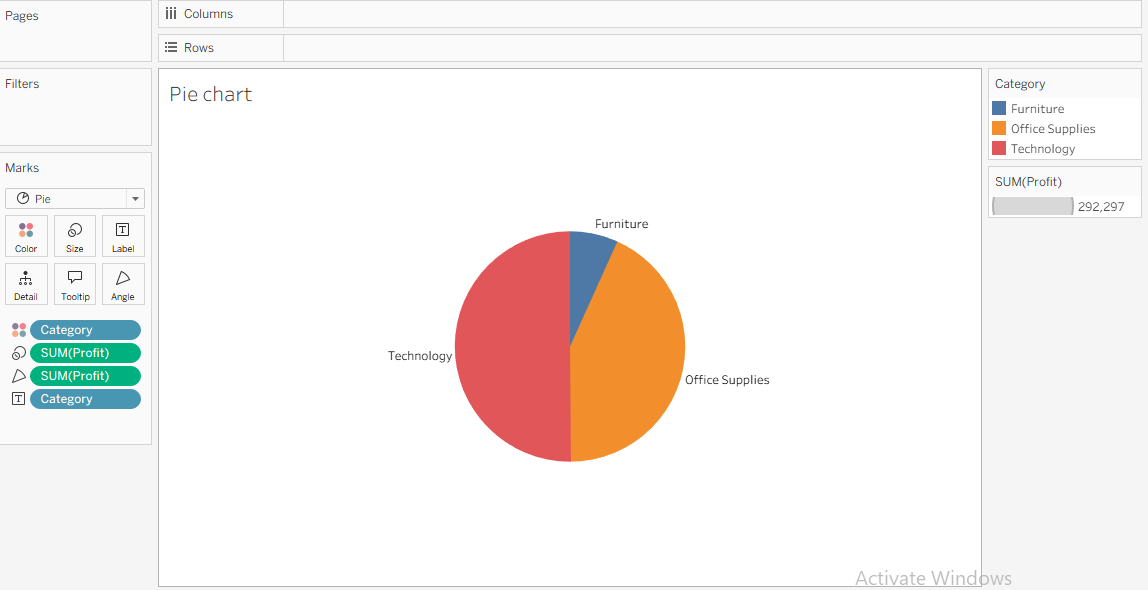 Pages
Columns
Rows
Filters
Marks
Pie
Color
Size
Label
Detail
Tooltip
Angle
Category
SUM(Profit)
SUM(Profit)
Category
Pie chart
Furniture
Technology
Office Supplies
Category
Furniture
Office Supplies
Technology
SUM(Profit)
292,297
Activate Windows